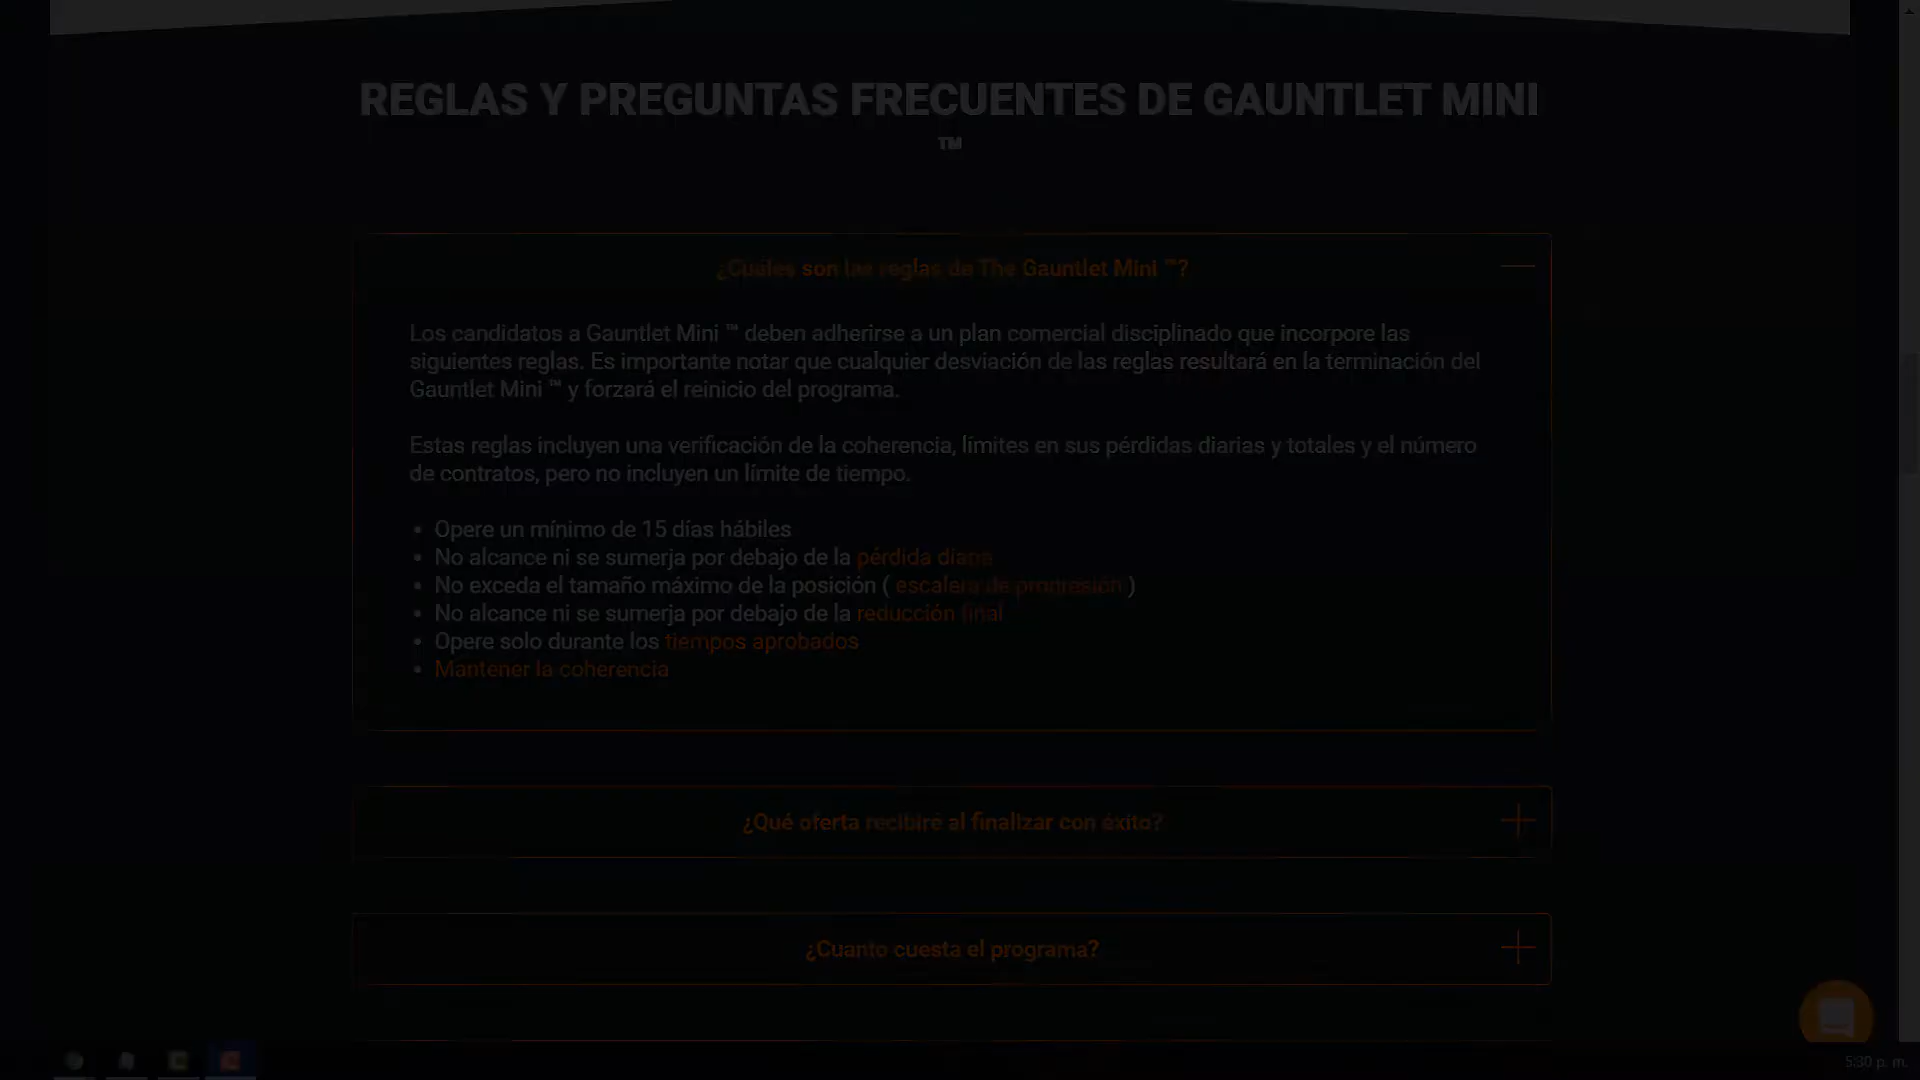 REGLAS Y PREGUNTAS FRECUENTES DE GAUNTLET MINI
™
¿Cuáles son las reglas de The Gauntlet Mini ™?
Los candidatos a Gauntlet Mini ™ deben adherirse a un plan comercial disciplinado que incorpore las
siguientes reglas. Es importante notar que cualquier desviación de las reglas resultará en la terminación del
Gauntlet Mini ™ y forzará el reinicio del programa.
Estas reglas incluyen una verificación de la coherencia, límites en sus pérdidas diarias y totales y el número
de contratos, pero no incluyen un límite de tiempo.
• Opere un mínimo de 15 días hábiles
• No alcance ni se sumerja por debajo de la pérdida diaria
• No exceda el tamaño máximo de la posición ( escalera de progresión )
• No alcance ni se sumerja por debajo de la reducción final
• Opere solo durante los tiempos aprobados
• Mantener la coherencia
¿Qué oferta recibiré al finalizar con éxito?
¿Cuanto cuesta el programa?
5:30 p. m.